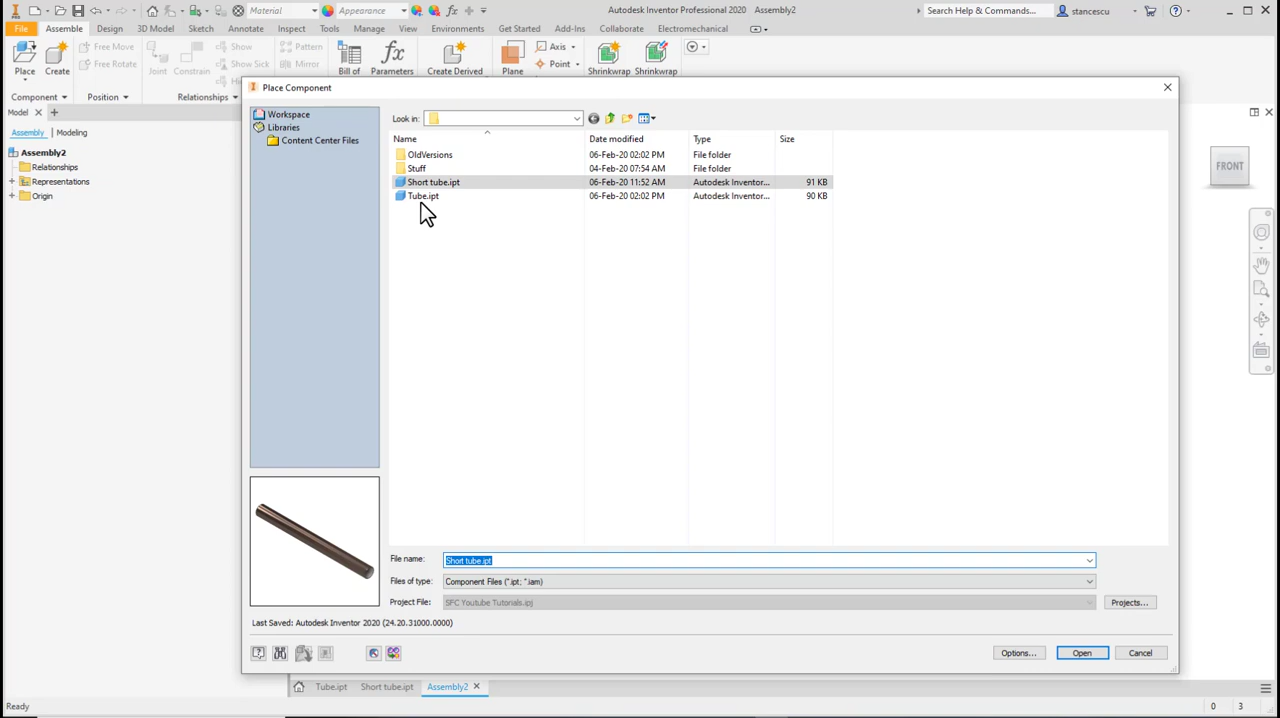 Material
Appearance
Autodesk Inventor Professional 2020 Assembly2
Search Help & Commands...
stancescu
File Assemble Design 3D Model Sketch Annotate Inspect Tools Manage View Environments Get Started Add-Ins Collaborate Electromechanical
Place
Create
Free Move
Free Rotate
Joint
Constrain
Show
Show Sick
Pattern
Mirror
Bill of
Parameters
Create Derived
Plane
Axis
Point
Shrinkwrap
Shrinkwrap
Component
Position
Relationships
Model
Assembly Modeling
Assembly2
Relationships
Representations
Origin
Place Component
Workspace
Libraries
Content Center Files
Look in:
Name Date modified Type Size
OldVersions 06-Feb-20 02:02 PM File folder
Stuff 04-Feb-20 07:54 AM File folder
Short tube.ipt 06-Feb-20 11:52 AM Autodesk Inventor... 91 KB
Tube.ipt 06-Feb-20 02:02 PM Autodesk Inventor... 90 KB
FRONT
File name: Short tube.ipt
Files of type: Component Files (*.ipt; *.iam)
Project File: SFC Youtube Tutorials.ipj
Projects...
Last Saved: Autodesk Inventor 2020 (24.20.31000.0000)
Options... Open Cancel
Tube.ipt Short tube.ipt Assembly2
Ready
0 3